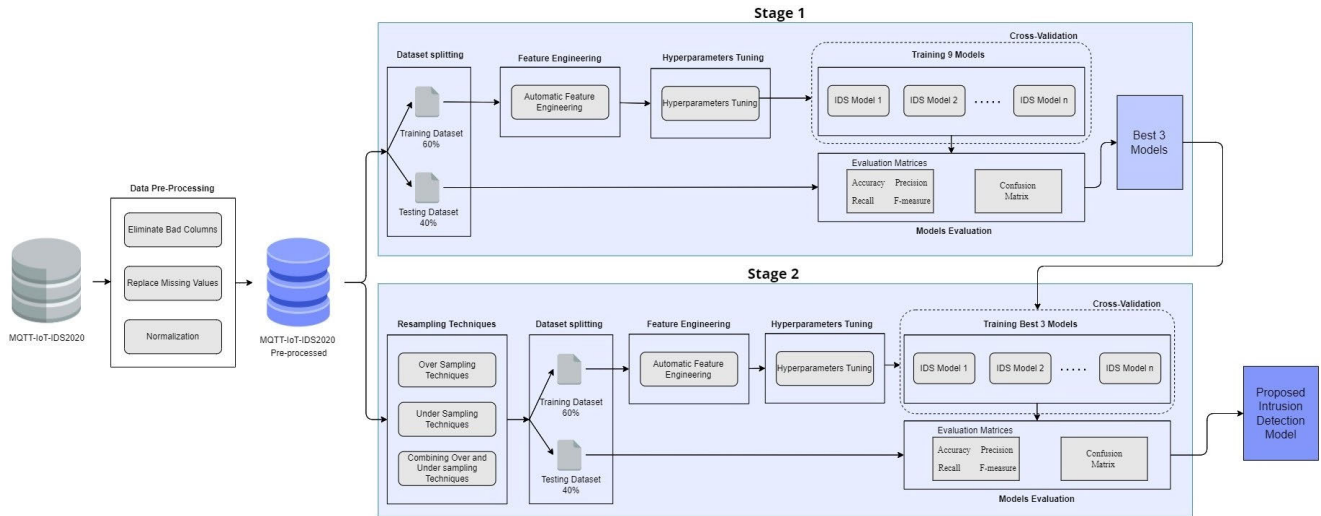 Stage 1
Cross-Validation
Dataset splitting
Feature Engineering
Hyperparameters Tuning
Training 9 Models
Automatic Feature
Engineering
Hyperparameters Tuning
IDS Model 1
IDS Model 2
.....
IDS Model n
Training Dataset
60%
Best 3
Models
Evaluation Matrices
Accuracy Precision
Recall F-measure
Confusion
Matrix
Models Evaluation
Testing Dataset
40%
Data Pre-Processing
Eliminate Bad Columns
Replace Missing Values
Normalization
MQTT-IoT-IDS2020
MQTT-IoT-IDS2020
Pre-processed
Stage 2
Cross-Validation
Resampling Techniques
Dataset splitting
Feature Engineering
Hyperparameters Tuning
Training Best 3 Models
Over Sampling
Techniques
Under Sampling
Techniques
Combining Over and
Under sampling
Techniques
Training Dataset
60%
Automatic Feature
Engineering
Hyperparameters Tuning
IDS Model 1
IDS Model 2
.....
IDS Model n
Testing Dataset
40%
Evaluation Matrices
Accuracy Precision
Recall F-measure
Confusion
Matrix
Models Evaluation
Proposed
Intrusion
Detection
Model